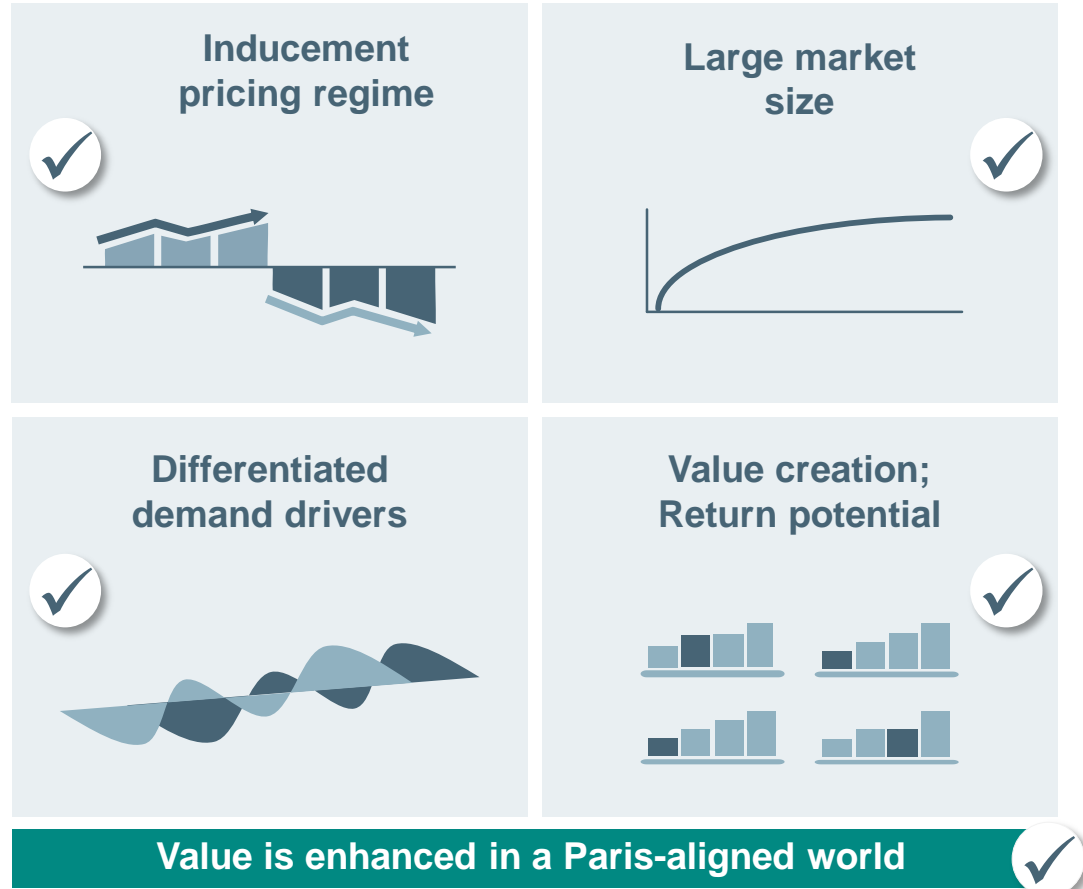 Inducement
pricing regime
Large market
size
Differentiated
demand drivers
Value creation;
Return potential
Value is enhanced in a Paris-aligned world